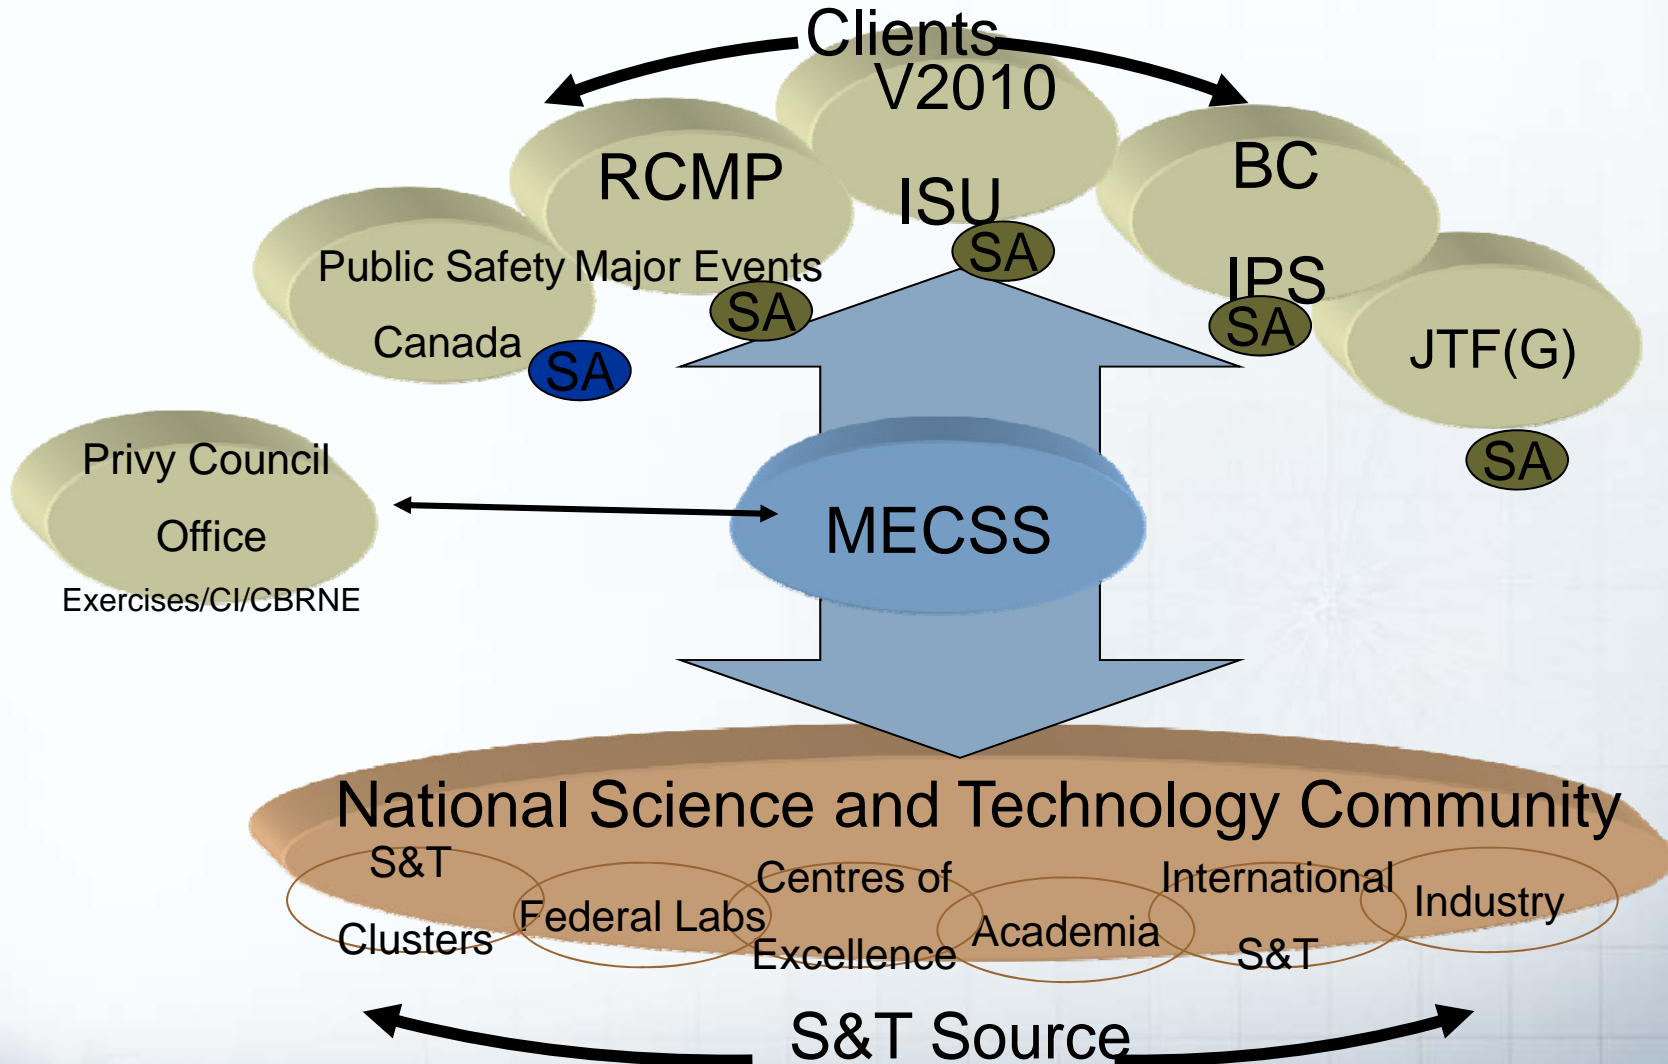 Clients
V2010
ISU
SA
RCMP
Major Events
SA
Public Safety
Canada
SA
BC
IPS
SA
JTF(G)
SA
Privy Council
Office
Exercises/CI/CBRNE
MECSS
National Science and Technology Community
S&T
Clusters
Federal Labs
Centres of
Excellence
Academia
International
S&T
Industry
S&T Source